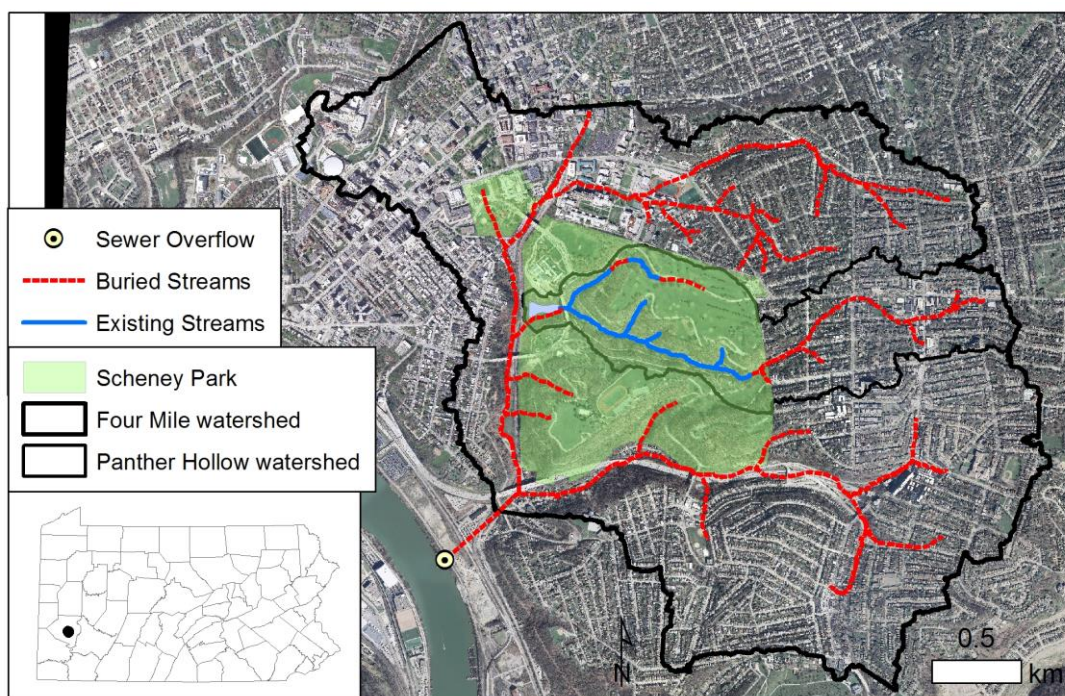 Sewer Overflow
Buried Streams
Existing Streams
Scheney Park
Four Mile watershed
Panther Hollow watershed
N
0.5
km